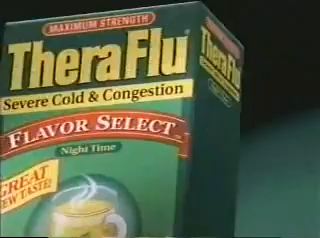 MAXIMUM STRENGTH
TheraFlu
Severe Cold & Congestion
FLAVOR SELECT
Night Time
GREAT
NEW TASTE!
TheraFlu